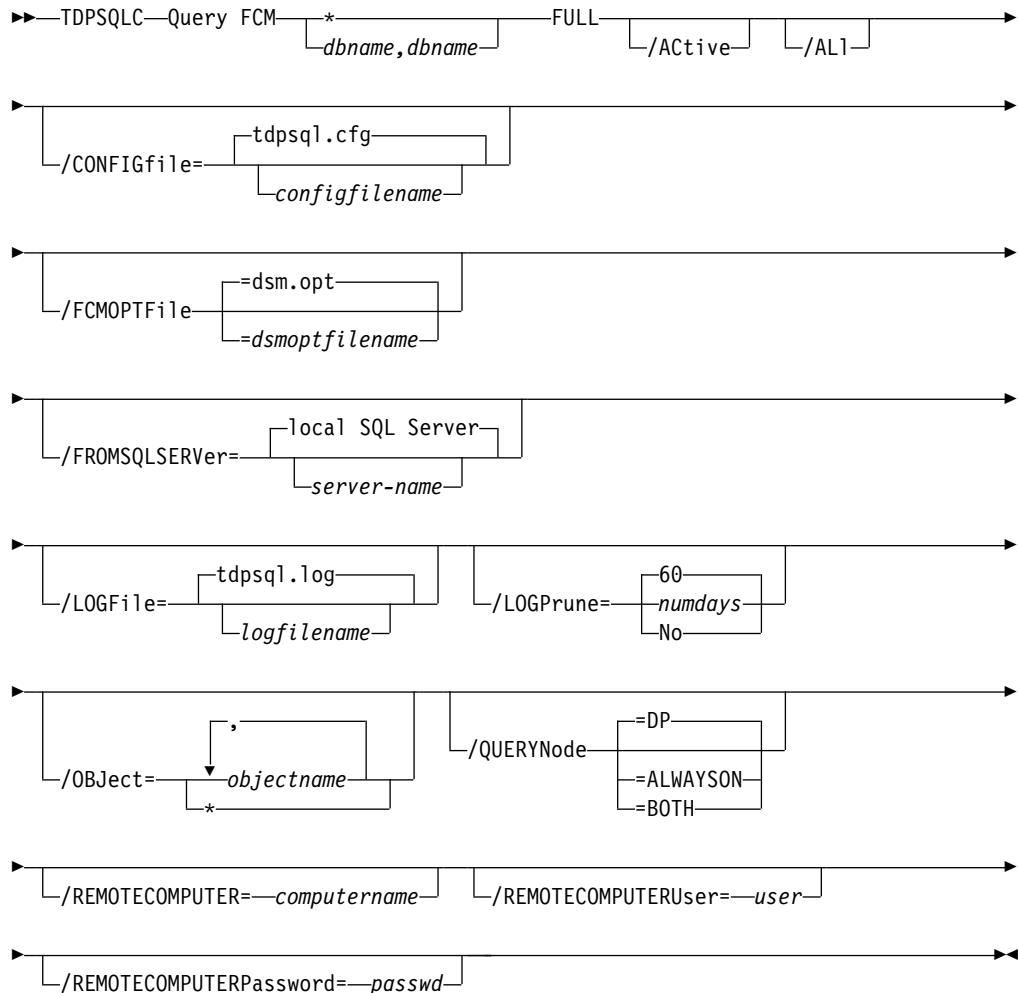 TDPSQLC Query FCM * FULL
dbname,dbname /ACtive /ALl
tdpsql.cfg
/CONFIGfile=
configfilename
=dsm.opt
/FCMOPTFile
=dsmoptfilename
local SQL Server
/FROMSQLSERVer=
server-name
tdpsql.log 60
/LOGFile= /LOGPrune= numdays
logfilename No
, =DP
/QUERYNode
/OBJect= objectname =ALWAYSON
* =BOTH
/REMOTECOMPUTER= computername /REMOTECOMPUTERUser= user
/REMOTECOMPUTERPassword= passwd